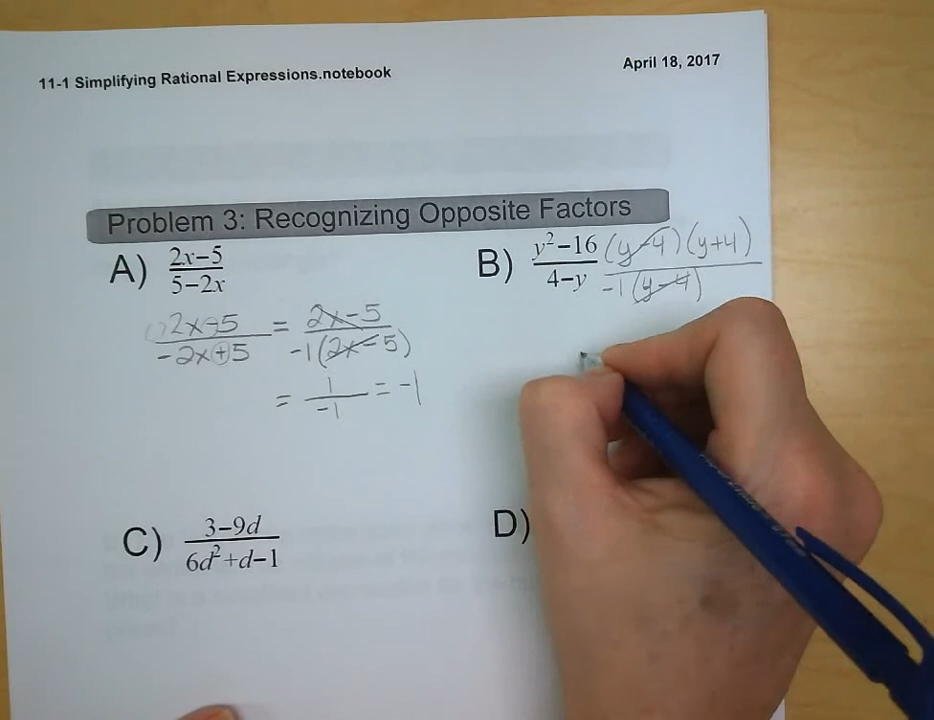 11-1 Simplifying Rational Expressions.notebook
April 18, 2017
Problem 3: Recognizing Opposite Factors
A) 2x-5
5-2x
2x-5 = 2x-5
-2x+5 -1(2x-5)
= 1 = -1
-1
B) y²-16 (y-4)(y+4)
4-y -1(y-4)
C) 3-9d
6d²+d-1
D)